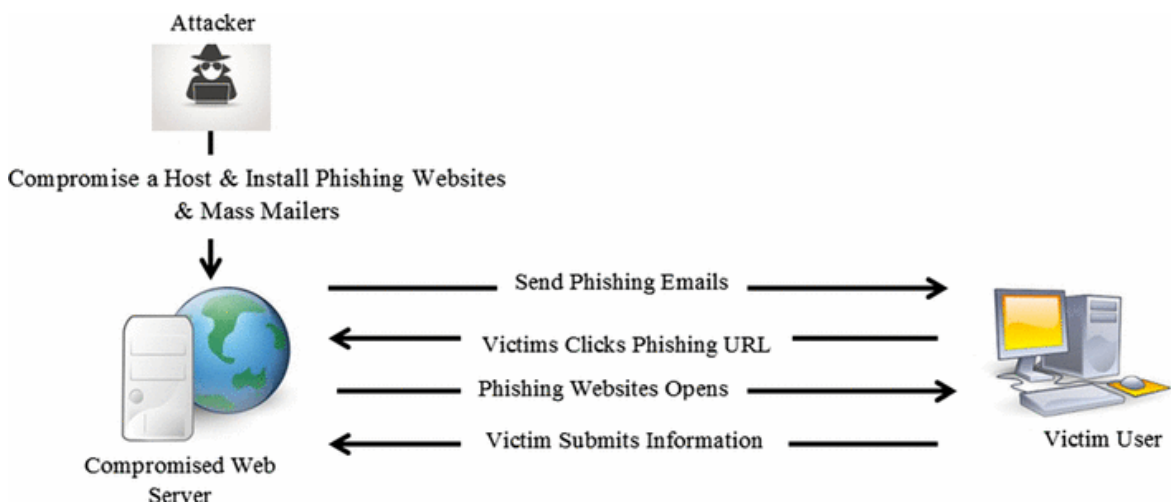 Attacker
Compromise a Host & Install Phishing Websites
& Mass Mailers
Send Phishing Emails
Victims Clicks Phishing URL
Phishing Websites Opens
Victim Submits Information
Compromised Web
Server
Victim User